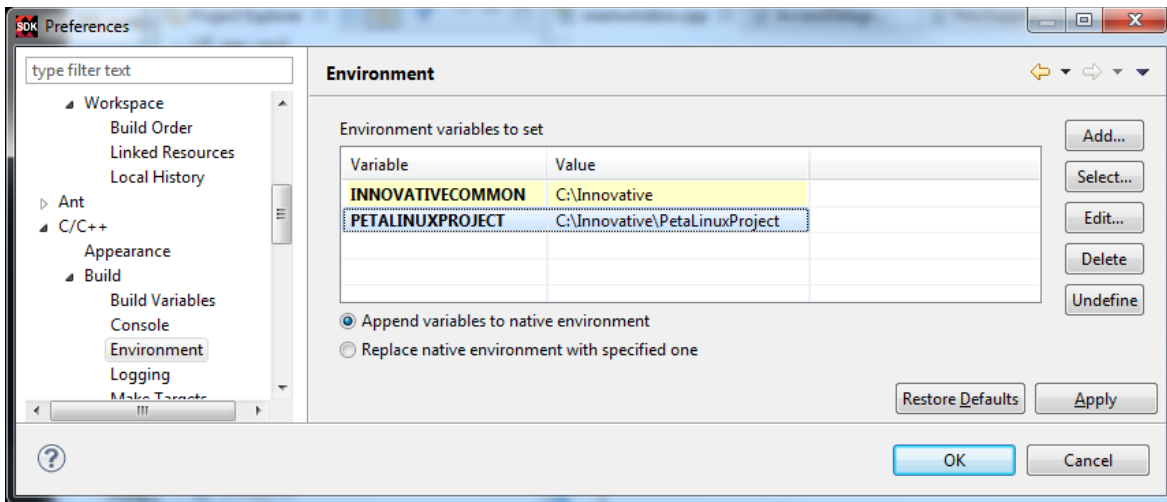 SDK Preferences
type filter text
Workspace
Build Order
Linked Resources
Local History
Ant
C/C++
Appearance
Build
Build Variables
Console
Environment
Logging
Make Targets
Environment
Environment variables to set
Variable Value
INNOVATIVECOMMON C:\Innovative
PETALINUXPROJECT C:\Innovative\PetaLinuxProject
Add...
Select...
Edit...
Delete
Undefine
Append variables to native environment
Replace native environment with specified one
Restore Defaults Apply
OK Cancel